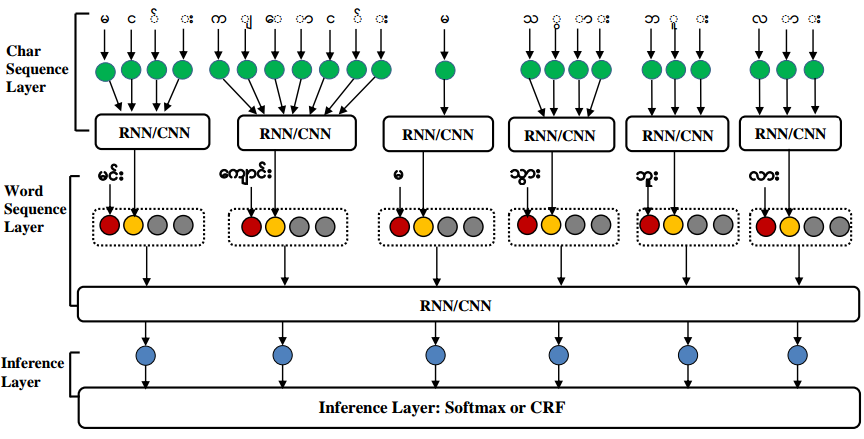 မ င ် း က ျ ေ ာ င ် း မ သ ွ ာ း ဘ ူ း လ ာ း
Char
Sequence
Layer
RNN/CNN RNN/CNN RNN/CNN RNN/CNN RNN/CNN RNN/CNN
မင်း ကျောင်း မ သွား ဘူး လား
Word
Sequence
Layer
RNN/CNN
Inference
Layer
Inference Layer: Softmax or CRF